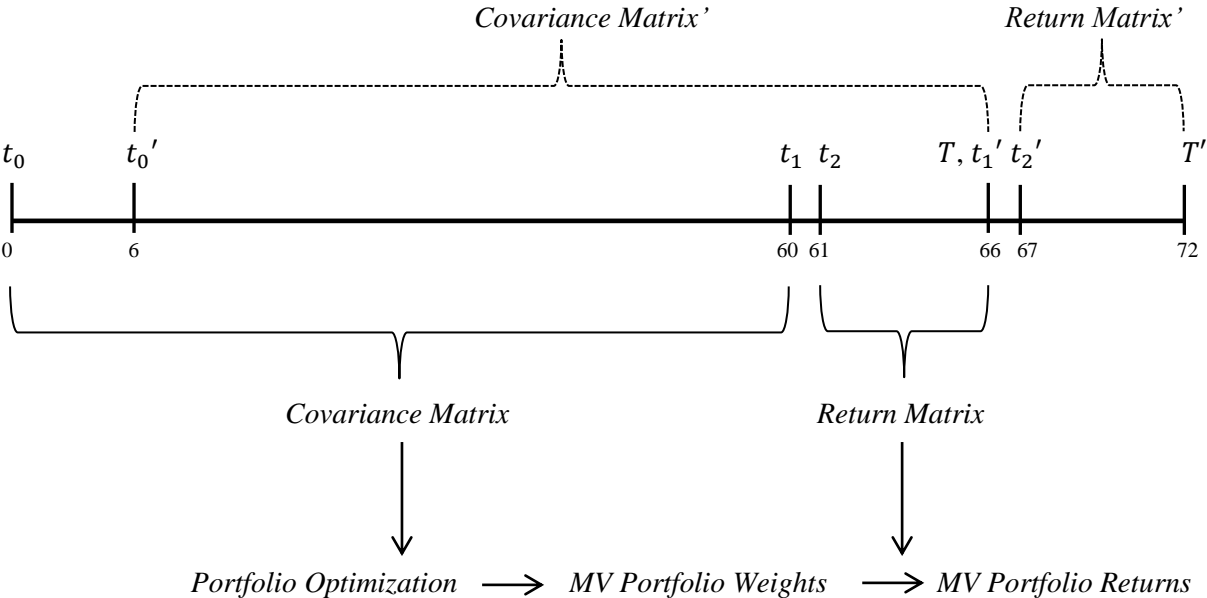 Covariance Matrix’ Return Matrix’
𝑡₀ 𝑡₀′ 𝑡₁ 𝑡₂ 𝑇, 𝑡₁′ 𝑡₂′ 𝑇′
0 6 60 61 66 67 72
Covariance Matrix Return Matrix
Portfolio Optimization MV Portfolio Weights MV Portfolio Returns